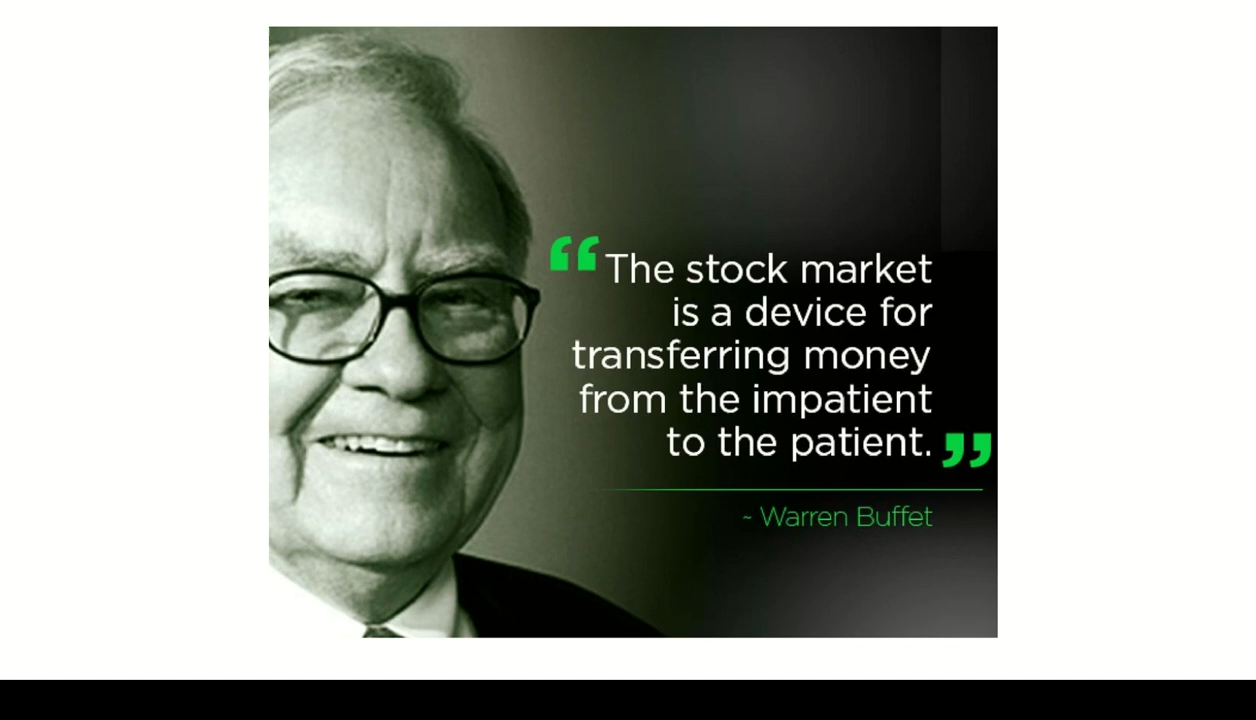 “The stock market
is a device for
transferring money
from the impatient
to the patient.”
~ Warren Buffet